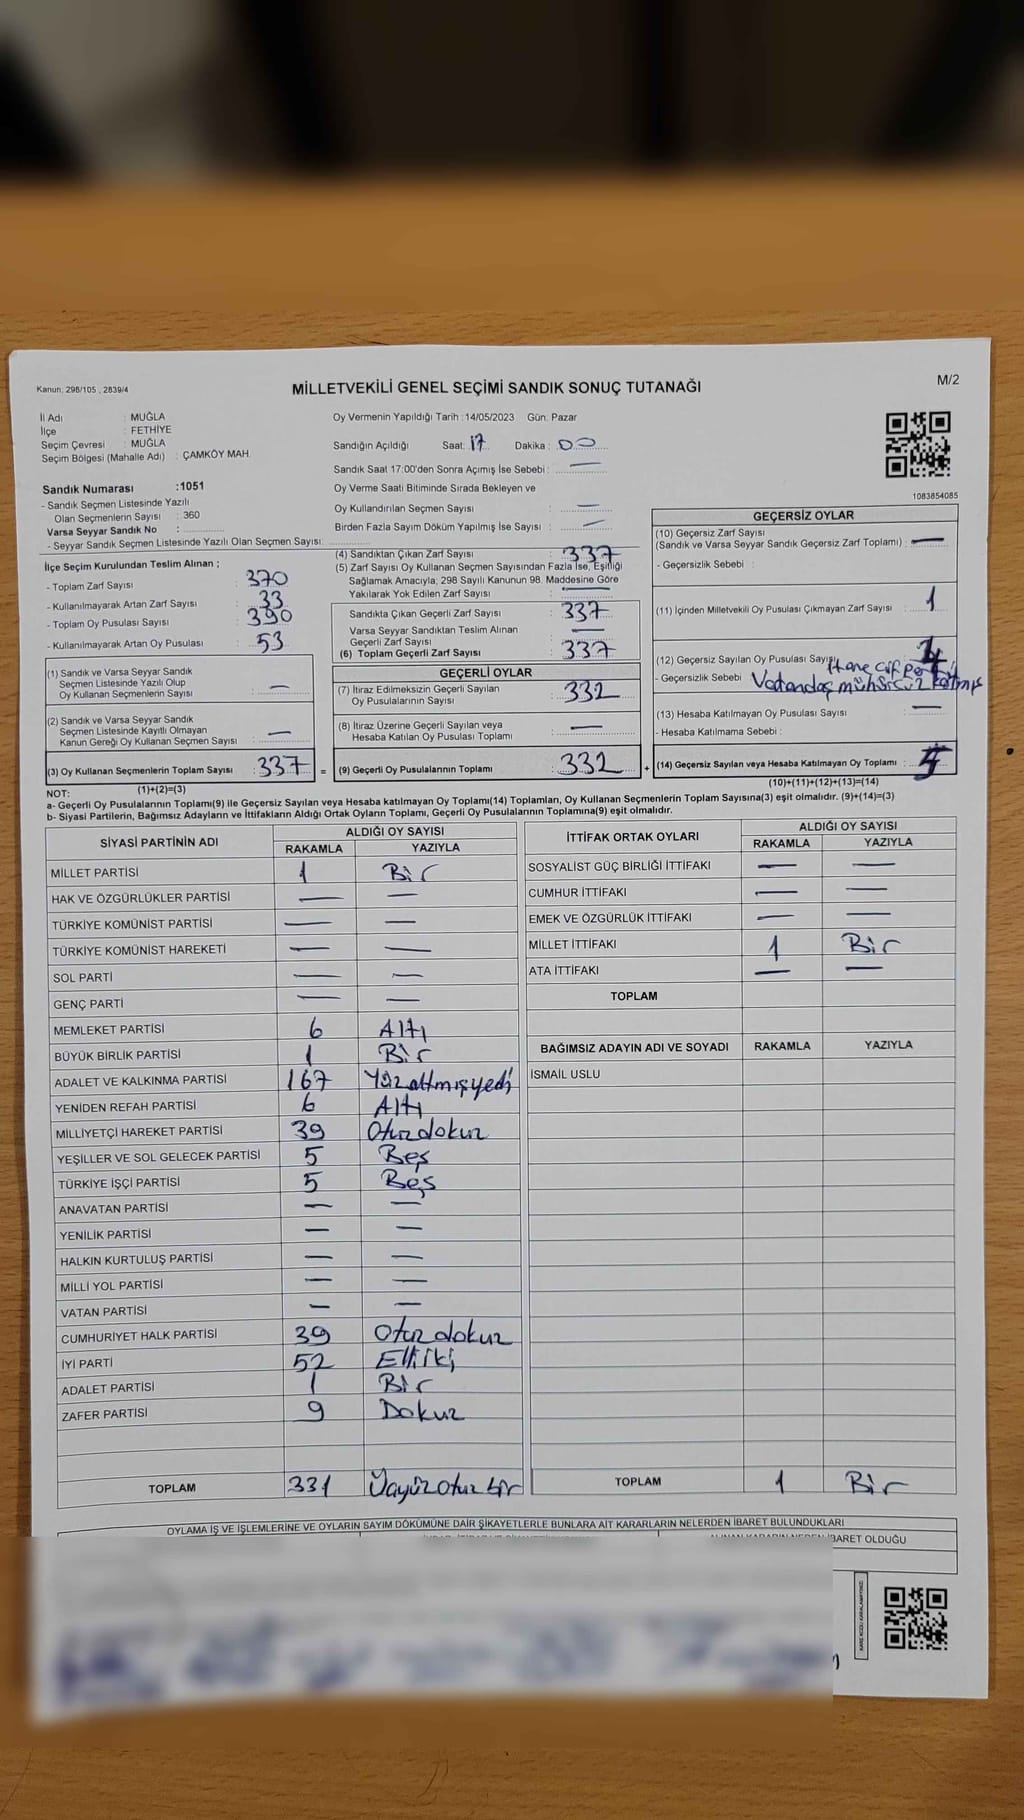 Kanun, 298/105 , 2839/4
MİLLETVEKİLİ GENEL SEÇİMİ SANDIK SONUÇ TUTANAĞI
M/2
İl Adı : MUĞLA
İlçe : FETHİYE
Seçim Çevresi : MUĞLA
Seçim Bölgesi (Mahalle Adı) : ÇAMKÖY MAH.
Sandık Numarası :1051
- Sandık Seçmen Listesinde Yazılı
Olan Seçmenlerin Sayısı : 360
Varsa Seyyar Sandık No :
- Seyyar Sandık Seçmen Listesinde Yazılı Olan Seçmen Sayısı:
Oy Vermenin Yapıldığı Tarih :14/05/2023 Gün: Pazar
Sandığın Açıldığı Saat: 17 Dakika : 00
Sandık Saat 17:00'den Sonra Açımış İse Sebebi : —
Oy Verme Saati Bitiminde Sırada Bekleyen ve
Oy Kullandırılan Seçmen Sayısı : —
Birden Fazla Sayım Döküm Yapılmış İse Sayısı : —
1083854085
İlçe Seçim Kurulundan Teslim Alınan ;
- Toplam Zarf Sayısı : 370
- Kullanılmayarak Artan Zarf Sayısı : 33
- Toplam Oy Pusulası Sayısı : 390
- Kullanılmayarak Artan Oy Pusulası : 53
(1) Sandık ve Varsa Seyyar Sandık
Seçmen Listesinde Yazılı Olup
Oy Kullanan Seçmenlerin Sayısı : —
(2) Sandık ve Varsa Seyyar Sandık
Seçmen Listesinde Kayıtlı Olmayan
Kanun Gereği Oy Kullanan Seçmen Sayısı : —
(3) Oy Kullanan Seçmenlerin Toplam Sayısı : 337 =
(1)+(2)=(3)
(4) Sandıktan Çıkan Zarf Sayısı : 337
(5) Zarf Sayısı Oy Kullanan Seçmen Sayısından Fazla İse, Eşitliği
Sağlamak Amacıyla, 298 Sayılı Kanunun 98. Maddesine Göre
Yakılarak Yok Edilen Zarf Sayısı : —
Sandıkta Çıkan Geçerli Zarf Sayısı : 337
Varsa Seyyar Sandıktan Teslim Alınan
Geçerli Zarf Sayısı : —
(6) Toplam Geçerli Zarf Sayısı : 337
GEÇERLİ OYLAR
(7) İtiraz Edilmeksizin Geçerli Sayılan
Oy Pusulalarının Sayısı : 332
(8) İtiraz Üzerine Geçerli Sayılan veya
Hesaba Katılan Oy Pusulası Toplamı : —
(9) Geçerli Oy Pusulalarının Toplamı : 332 +
GEÇERSİZ OYLAR
(10) Geçersiz Zarf Sayısı
(Sandık ve Varsa Seyyar Sandık Geçersiz Zarf Toplamı) : —
- Geçersizlik Sebebi :
(11) İçinden Milletvekili Oy Pusulası Çıkmayan Zarf Sayısı : 1
(12) Geçersiz Sayılan Oy Pusulası Sayısı : 4
- Geçersizlik Sebebi
(13) Hesaba Katılmayan Oy Pusulası Sayısı : —
- Hesaba Katılmama Sebebi :
(14) Geçersiz Sayılan veya Hesaba Katılmayan Oy Toplamı : 5
(10)+(11)+(12)+(13)=(14)
NOT:
a- Geçerli Oy Pusulalarının Toplamı(9) ile Geçersiz Sayılan veya Hesaba katılmayan Oy Toplamı(14) Toplamları, Oy Kullanan Seçmenlerin Toplam Sayısına(3) eşit olmalıdır. (9)+(14)=(3)
b- Siyasi Partilerin, Bağımsız Adayların ve İttifakların Aldığı Ortak Oyların Toplamı, Geçerli Oy Pusulalarının Toplamına(9) eşit olmalıdır.
SİYASİ PARTİNİN ADI ALDIĞI OY SAYISI
RAKAMLA YAZIYLA
MİLLET PARTİSİ 1 Bir
HAK VE ÖZGÜRLÜKLER PARTİSİ — —
TÜRKİYE KOMÜNİST PARTİSİ — —
TÜRKİYE KOMÜNİST HAREKETİ — —
SOL PARTİ — —
GENÇ PARTİ — —
MEMLEKET PARTİSİ 6 Altı
BÜYÜK BİRLİK PARTİSİ 1 Bir
ADALET VE KALKINMA PARTİSİ 167 Yüzaltmışyedi
YENİDEN REFAH PARTİSİ 6 Altı
MİLLİYETÇİ HAREKET PARTİSİ 39 Otuzdokuz
YEŞİLLER VE SOL GELECEK PARTİSİ 5 Beş
TÜRKİYE İŞÇİ PARTİSİ 5 Beş
ANAVATAN PARTİSİ — —
YENİLİK PARTİSİ — —
HALKIN KURTULUŞ PARTİSİ — —
MİLLİ YOL PARTİSİ — —
VATAN PARTİSİ — —
CUMHURİYET HALK PARTİSİ 39 Otuzdokuz
İYİ PARTİ 52 Elliiki
ADALET PARTİSİ 1 Bir
ZAFER PARTİSİ 9 Dokuz
TOPLAM 331 Üçyüzotuzbir
İTTİFAK ORTAK OYLARI ALDIĞI OY SAYISI
RAKAMLA YAZIYLA
SOSYALİST GÜÇ BİRLİĞİ İTTİFAKI — —
CUMHUR İTTİFAKI — —
EMEK VE ÖZGÜRLÜK İTTİFAKI — —
MİLLET İTTİFAKI 1 Bir
ATA İTTİFAKI — —
TOPLAM
BAĞIMSIZ ADAYIN ADI VE SOYADI RAKAMLA YAZIYLA
İSMAİL USLU
TOPLAM 1 Bir
OYLAMA İŞ VE İŞLEMLERİNE VE OYLARIN SAYIM DÖKÜMÜNE DAİR ŞİKAYETLERLE BUNLARA AİT KARARLARIN NELERDEN İBARET BULUNDUKLARI
İBARET OLDUĞU